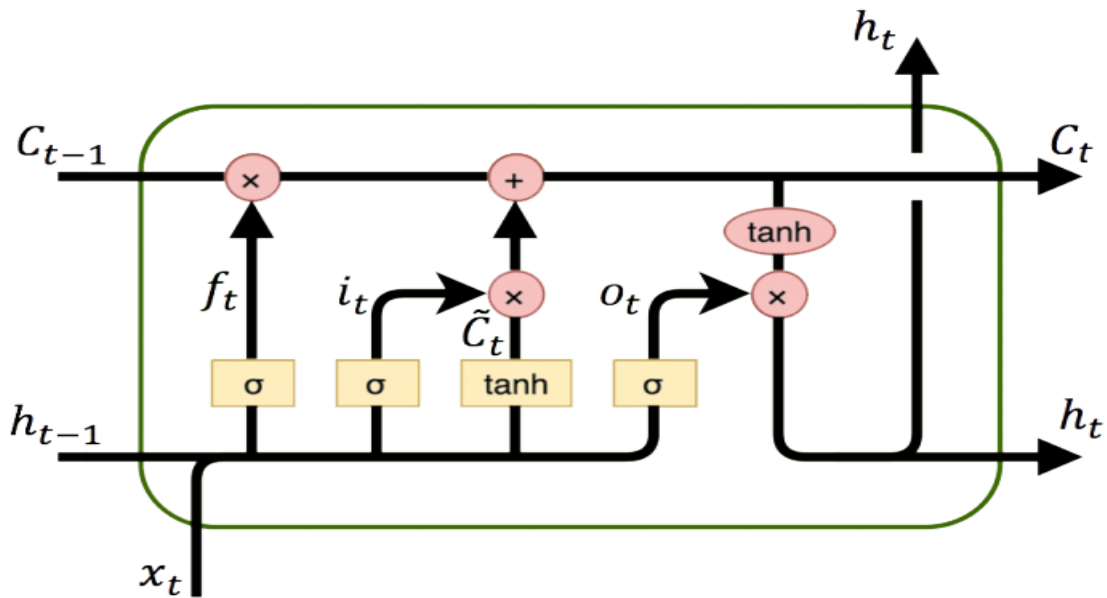 h_t
C_{t-1}
C_t
×
+
tanh
f_t
i_t
×
o_t
×
C̃_t
σ
σ
tanh
σ
h_{t-1}
h_t
x_t